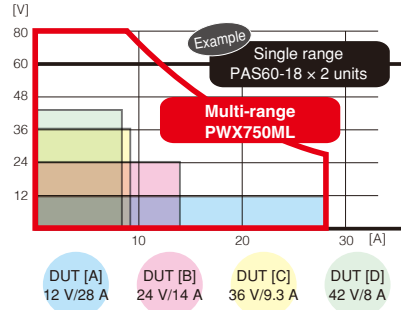 [V]
80
60
48
36
24
12
Example
Single range
PAS60-18 × 2 units
Multi-range
PWX750ML
10
20
30
[A]
DUT [A]
12 V/28 A
DUT [B]
24 V/14 A
DUT [C]
36 V/9.3 A
DUT [D]
42 V/8 A